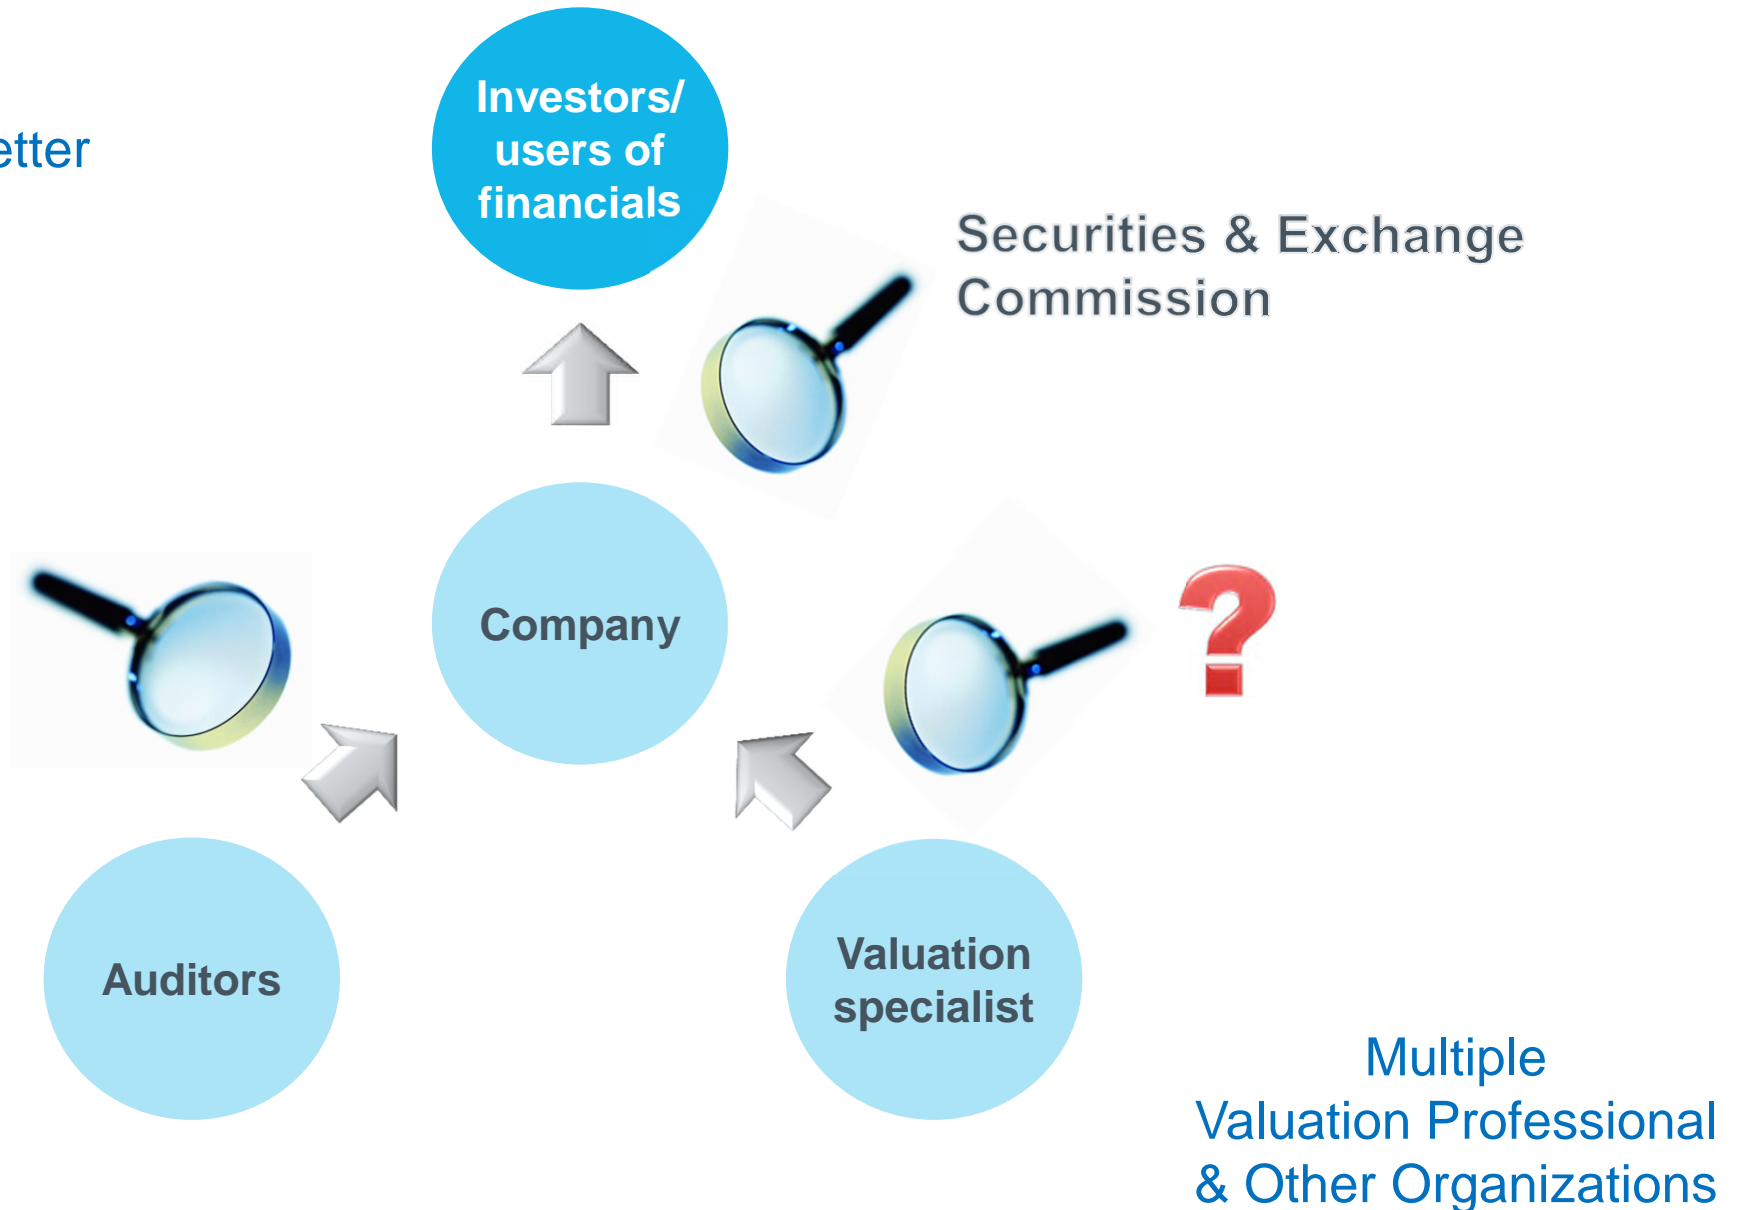 Investors/
users of
financials
etter
Securities & Exchange
Commission
Company
?
Auditors
Valuation
specialist
Multiple
Valuation Professional
& Other Organizations